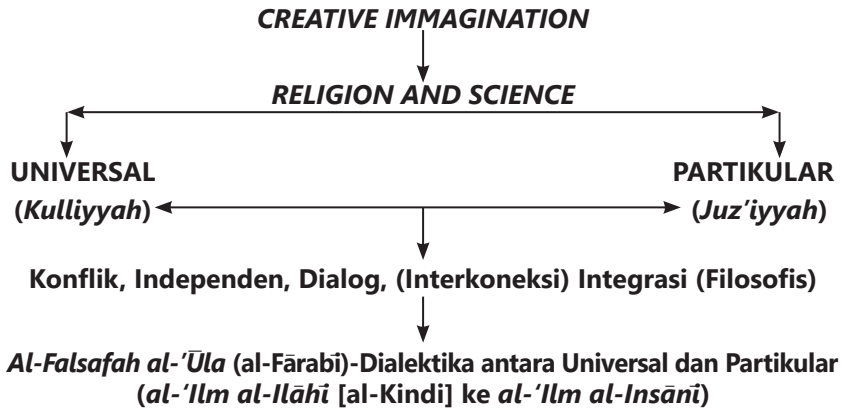 CREATIVE IMMAGINATION
RELIGION AND SCIENCE
UNIVERSAL PARTIKULAR
(Kulliyyah) (Juz’iyyah)
Konflik, Independen, Dialog, (Interkoneksi) Integrasi (Filosofis)
Al-Falsafah al-’Ūla (al-Fārabī)-Dialektika antara Universal dan Partikular
(al-‘Ilm al-Ilāhī [al-Kindi] ke al-‘Ilm al-Insānī)